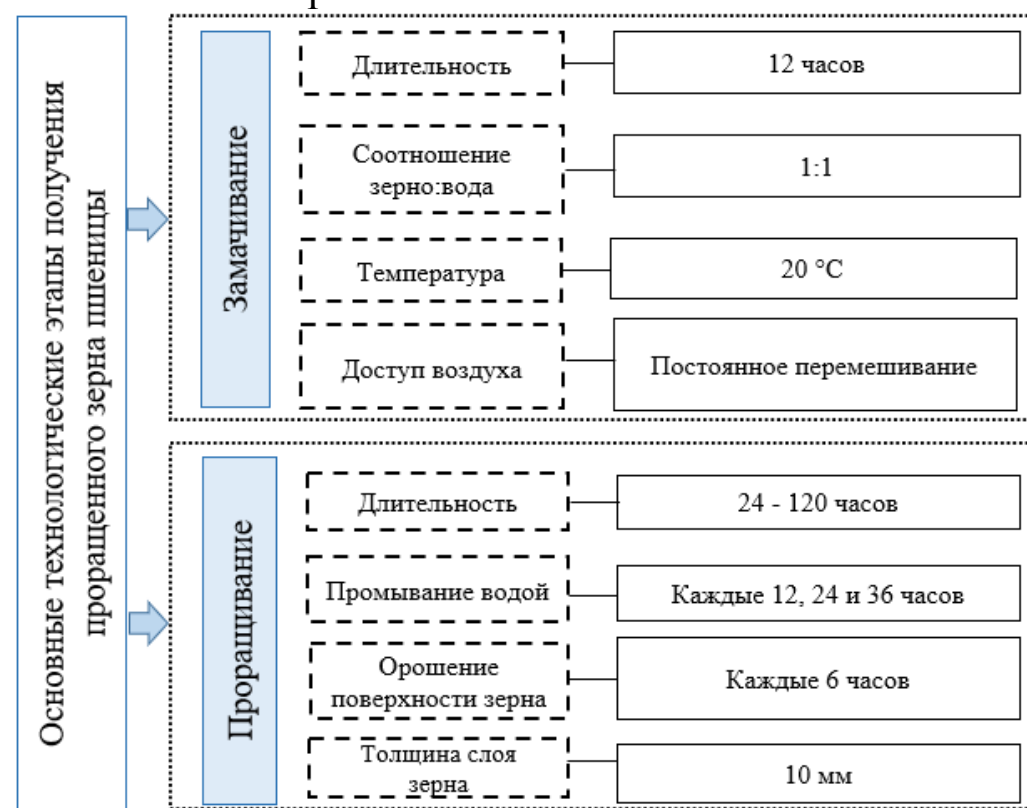 Основные технологические этапы получения
пророщенного зерна пшеницы
Замачивание
Длительность
12 часов
Соотношение
зерно:вода
1:1
Температура
20 °С
Доступ воздуха
Постоянное перемешивание
Проращивание
Длительность
24 - 120 часов
Промывание водой
Каждые 12, 24 и 36 часов
Орошение
поверхности зерна
Каждые 6 часов
Толщина слоя
зерна
10 мм